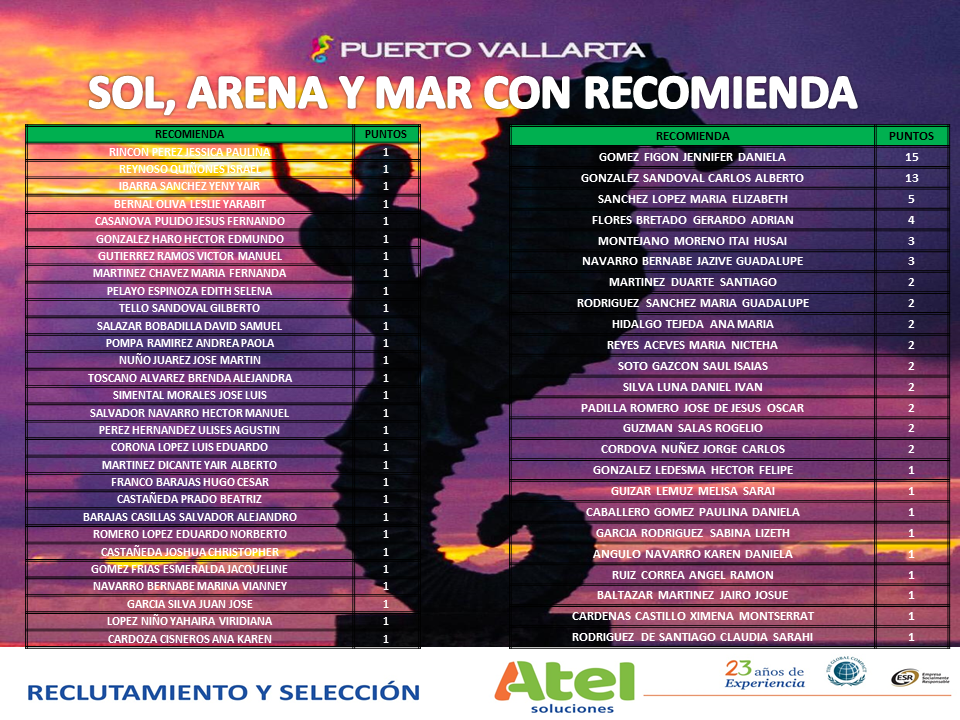 PUERTO VALLARTA
SOL, ARENA Y MAR CON RECOMIENDA
RECOMIENDA PUNTOS
RINCON PEREZ JESSICA PAULINA 1
REYNOSO QUIÑONES ISRAEL 1
IBARRA SANCHEZ YENY YAIR 1
BERNAL OLIVA LESLIE YARABIT 1
CASANOVA PULIDO JESUS FERNANDO 1
GONZALEZ HARO HECTOR EDMUNDO 1
GUTIERREZ RAMOS VICTOR MANUEL 1
MARTINEZ CHAVEZ MARIA FERNANDA 1
PELAYO ESPINOZA EDITH SELENA 1
TELLO SANDOVAL GILBERTO 1
SALAZAR BOBADILLA DAVID SAMUEL 1
POMPA RAMIREZ ANDREA PAOLA 1
NUÑO JUAREZ JOSE MARTIN 1
TOSCANO ALVAREZ BRENDA ALEJANDRA 1
SIMENTAL MORALES JOSE LUIS 1
SALVADOR NAVARRO HECTOR MANUEL 1
PEREZ HERNANDEZ ULISES AGUSTIN 1
CORONA LOPEZ LUIS EDUARDO 1
MARTINEZ DICANTE YAIR ALBERTO 1
FRANCO BARAJAS HUGO CESAR 1
CASTAÑEDA PRADO BEATRIZ 1
BARAJAS CASILLAS SALVADOR ALEJANDRO 1
ROMERO LOPEZ EDUARDO NORBERTO 1
CASTAÑEDA JOSHUA CHRISTOPHER 1
GOMEZ FRIAS ESMERALDA JACQUELINE 1
NAVARRO BERNABE MARINA VIANNEY 1
GARCIA SILVA JUAN JOSE 1
LOPEZ NIÑO YAHAIRA VIRIDIANA 1
CARDOZA CISNEROS ANA KAREN 1
RECOMIENDA PUNTOS
GOMEZ FIGON JENNIFER DANIELA 15
GONZALEZ SANDOVAL CARLOS ALBERTO 13
SANCHEZ LOPEZ MARIA ELIZABETH 5
FLORES BRETADO GERARDO ADRIAN 4
MONTEJANO MORENO ITAI HUSAI 3
NAVARRO BERNABE JAZIVE GUADALUPE 3
MARTINEZ DUARTE SANTIAGO 2
RODRIGUEZ SANCHEZ MARIA GUADALUPE 2
HIDALGO TEJEDA ANA MARIA 2
REYES ACEVES MARIA NICTEHA 2
SOTO GAZCON SAUL ISAIAS 2
SILVA LUNA DANIEL IVAN 2
PADILLA ROMERO JOSE DE JESUS OSCAR 2
GUZMAN SALAS ROGELIO 2
CORDOVA NUÑEZ JORGE CARLOS 2
GONZALEZ LEDESMA HECTOR FELIPE 1
GUIZAR LEMUZ MELISA SARAI 1
CABALLERO GOMEZ PAULINA DANIELA 1
GARCIA RODRIGUEZ SABINA LIZETH 1
ANGULO NAVARRO KAREN DANIELA 1
RUIZ CORREA ANGEL RAMON 1
BALTAZAR MARTINEZ JAIRO JOSUE 1
CARDENAS CASTILLO XIMENA MONTSERRAT 1
RODRIGUEZ DE SANTIAGO CLAUDIA SARAHI 1
RECLUTAMIENTO Y SELECCIÓN
Atel
soluciones
23 años de
Experiencia
THE GLOBAL COMPACT
ESR Empresa
Socialmente
Responsable